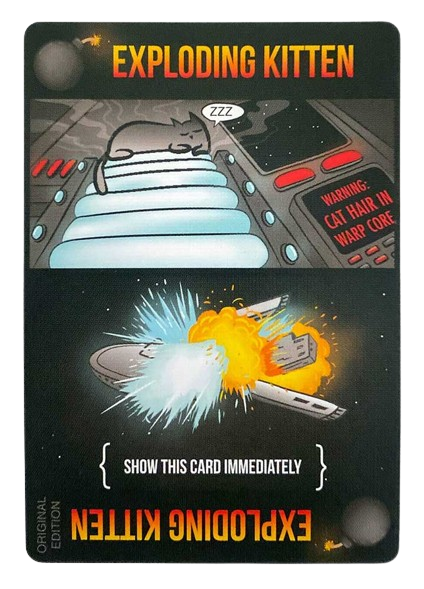 EXPLODING KITTEN
ZZZ
WARNING:
CAT HAIR IN
WARP CORE
SHOW THIS CARD IMMEDIATELY
ORIGINAL
EDITION
EXPLODING KITTEN